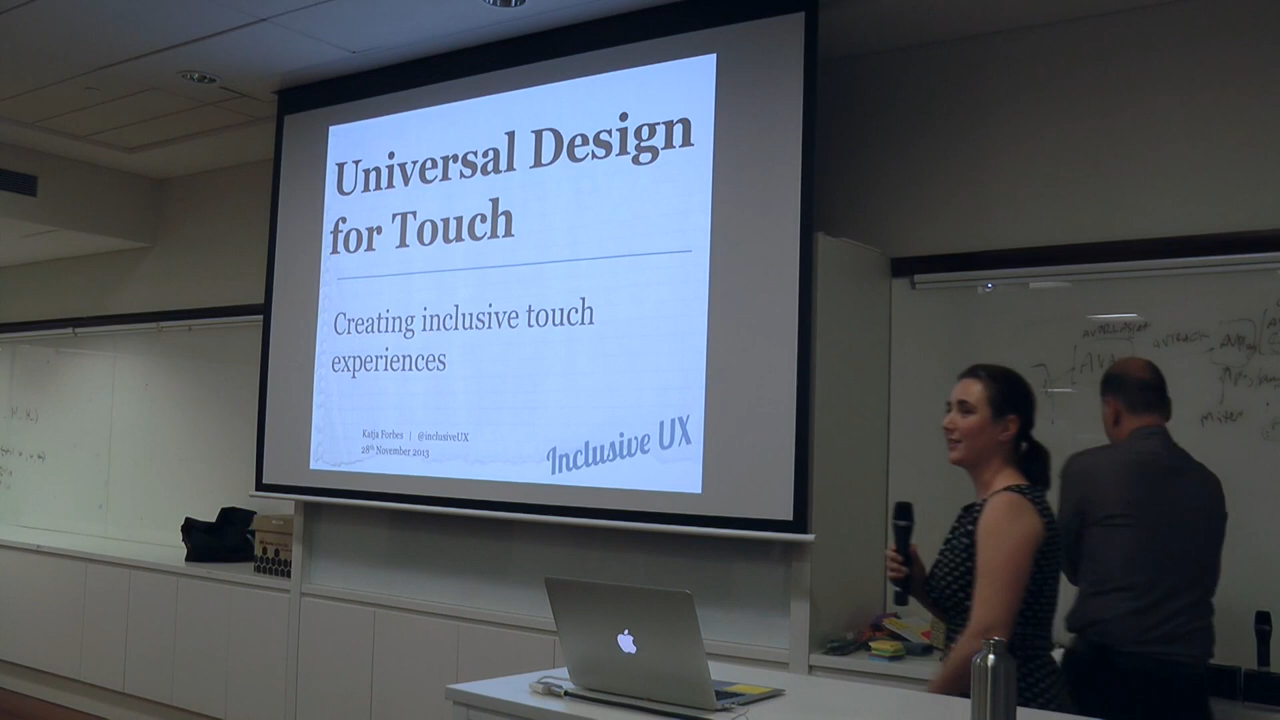 Universal Design
for Touch
Creating inclusive touch
experiences
Katja Forbes | @inclusiveUX
28th November 2013
Inclusive UX